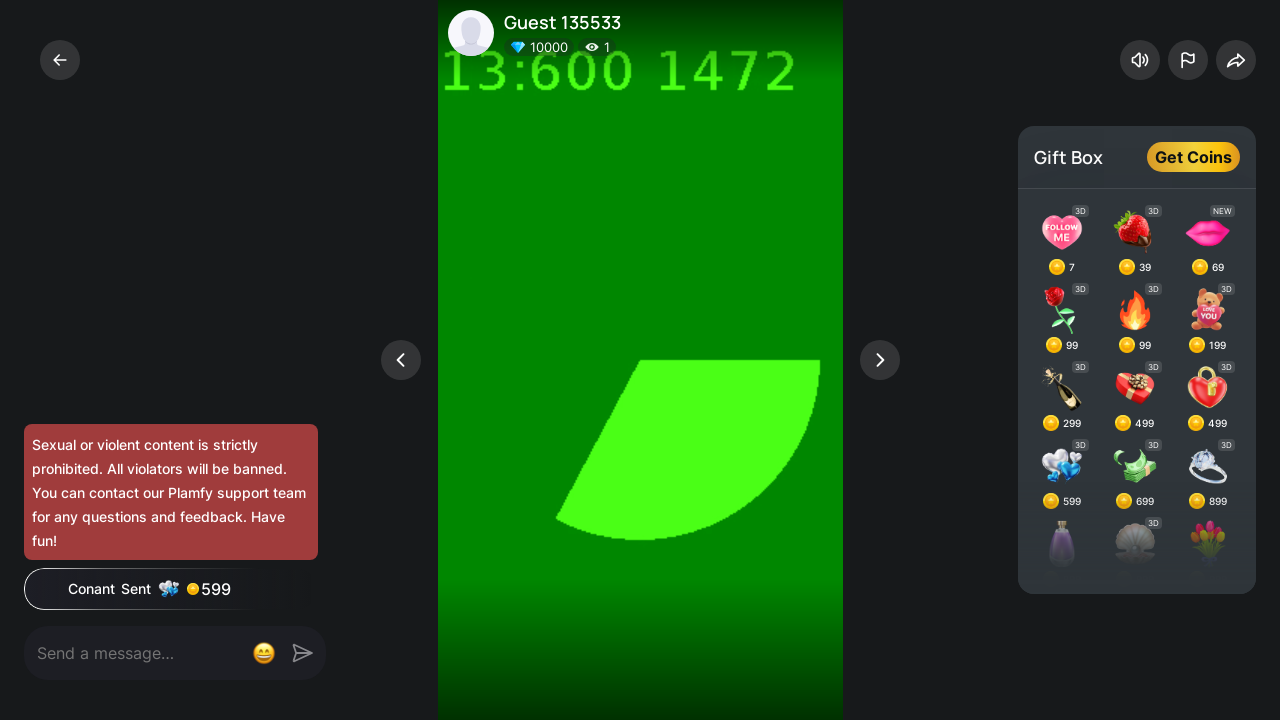 Guest 135533
10000 1
13:600 1472
Gift Box
Get Coins
3D 3D NEW
FOLLOW
ME
7 39 69
3D 3D 3D
LOVE
YOU
99 99 199
3D 3D 3D
299 499 499
3D 3D 3D
599 699 899
3D
Sexual or violent content is strictly
prohibited. All violators will be banned.
You can contact our Plamfy support team
for any questions and feedback. Have
fun!
Conant Sent 599
Send a message...